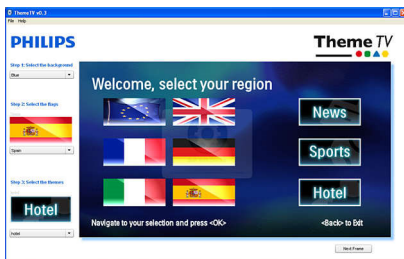 ThemeTV v0.3
File Help
PHILIPS
Theme TV
Step 1: Select the background
Blue
Step 2: Select the flags
Spain
Step 3: Select the themes
Hotel
hotel
Welcome, select your region
News
Sports
Hotel
Navigate to your selection and press <OK>
<Back> to Exit
Next Frame